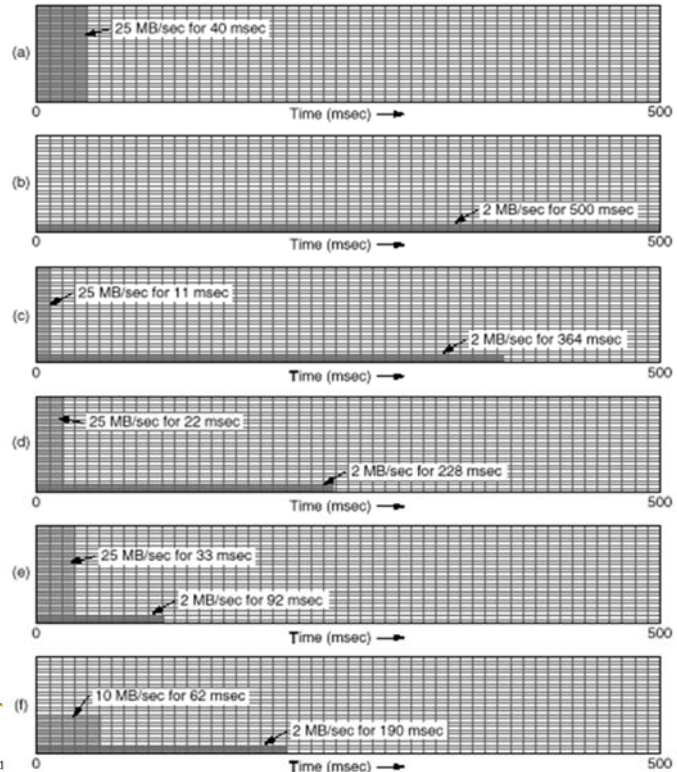 25 MB/sec for 40 msec
(a)
0 Time (msec) 500
(b)
2 MB/sec for 500 msec
0 Time (msec) 500
25 MB/sec for 11 msec
(c)
2 MB/sec for 364 msec
0 Time (msec) 500
25 MB/sec for 22 msec
(d)
2 MB/sec for 228 msec
0 Time (msec) 500
25 MB/sec for 33 msec
(e)
2 MB/sec for 92 msec
0 Time (msec) 500
10 MB/sec for 62 msec
(f)
2 MB/sec for 190 msec
0 Time (msec) 500